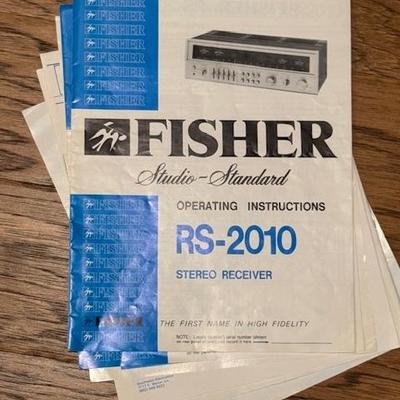 FISHER
FISHER
FISHER
FISHER
FISHER
FISHER
FISHER
Studio-Standard
OPERATING INSTRUCTIONS
RS-2010
STEREO RECEIVER
FISHER
FISHER
FISHER
FISHER
FISHER
FISHER
FISHER
THE FIRST NAME IN HIGH FIDELITY
NOTE: